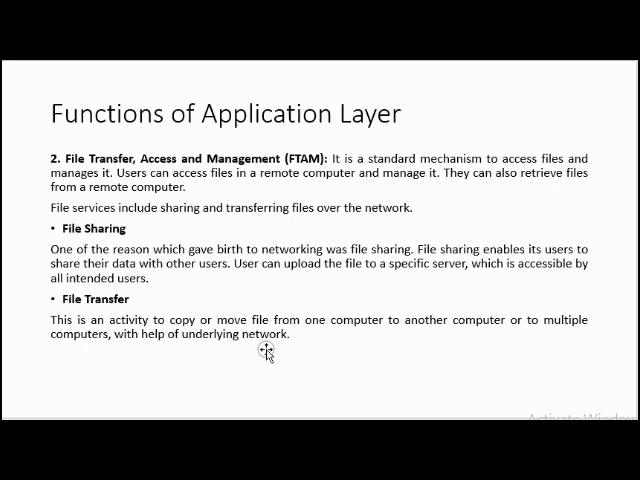 Functions of Application Layer
2. File Transfer, Access and Management (FTAM): It is a standard mechanism to access files and
manages it. Users can access files in a remote computer and manage it. They can also retrieve files
from a remote computer.
File services include sharing and transferring files over the network.
• File Sharing
One of the reason which gave birth to networking was file sharing. File sharing enables its users to
share their data with other users. User can upload the file to a specific server, which is accessible by
all intended users.
• File Transfer
This is an activity to copy or move file from one computer to another computer or to multiple
computers, with help of underlying network.
Activate Window